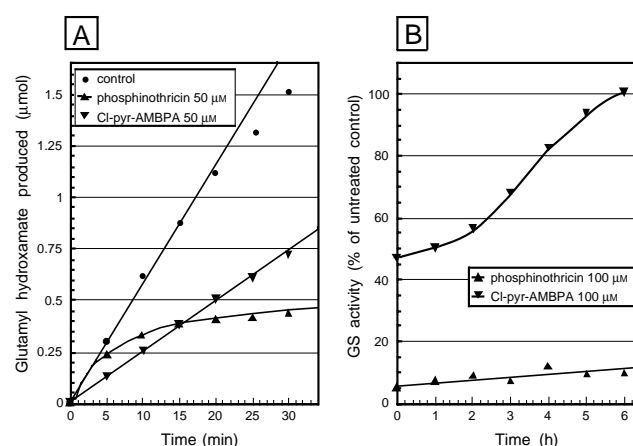 A
Glutamyl hydroxamate produced (μmol)
1.5
1.25
1
0.75
0.5
0.25
0
control
phosphinothricin 50 μM
Cl-pyr-AMBPA 50 μM
0 5 10 15 20 25 30
Time (min)
B
GS activity (% of untreated control)
100
80
60
40
20
0
phosphinothricin 100 μM
Cl-pyr-AMBPA 100 μM
0 1 2 3 4 5 6
Time (h)